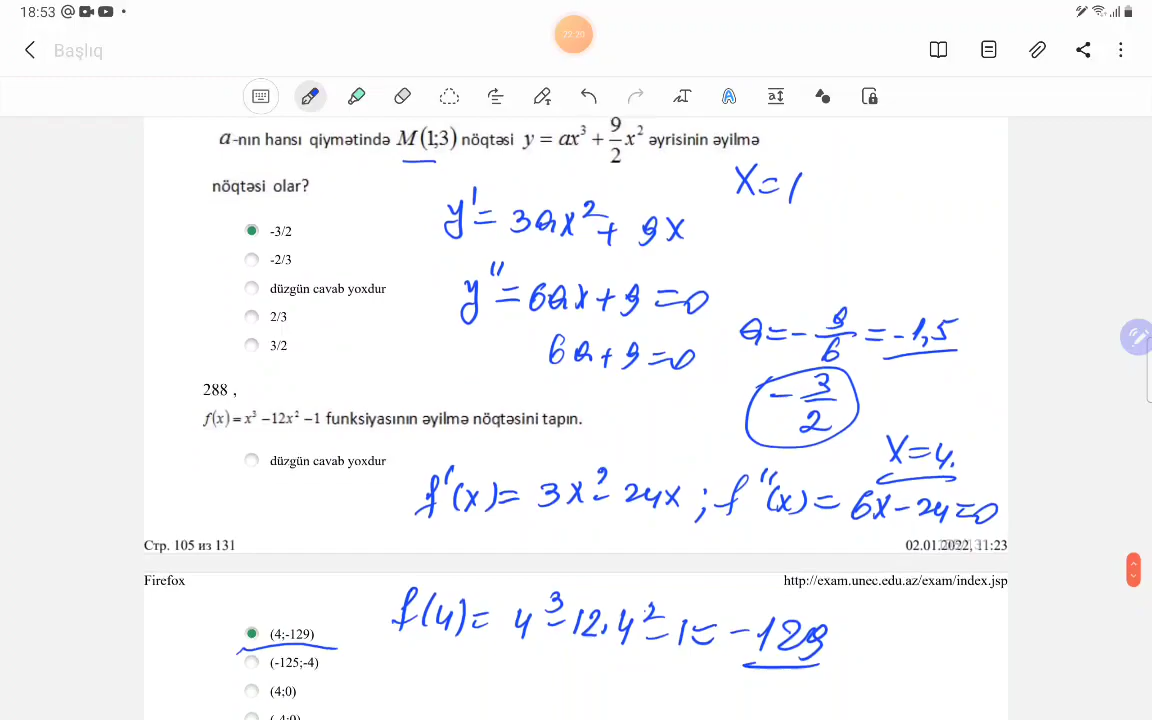 18:53
22:20
Başlıq
a-nın hansı qiymətində M(1;3) nöqtəsi y = ax³ + 9/2 x² əyrisinin əyilmə
nöqtəsi olar?
x=1
y' = 3ax² + 9x
-3/2
-2/3
y'' = 6ax + 9 = 0
düzgün cavab yoxdur
2/3
a = - 9/6 = -1,5
3/2
6a + 9 = 0
- 3/2
288 ,
f(x) = x³ −12x² −1 funksiyasının əyilmə nöqtəsini tapın.
x=4.
düzgün cavab yoxdur
f'(x) = 3x² - 24x ; f''(x) = 6x - 24 = 0
Стр. 105 из 131
02.01.2022, 11:23
Firefox
http://exam.unec.edu.az/exam/index.jsp
f(4) = 4³ - 12.4² - 1 = -129
(4;-129)
(-125;-4)
(4;0)
(-4;0)